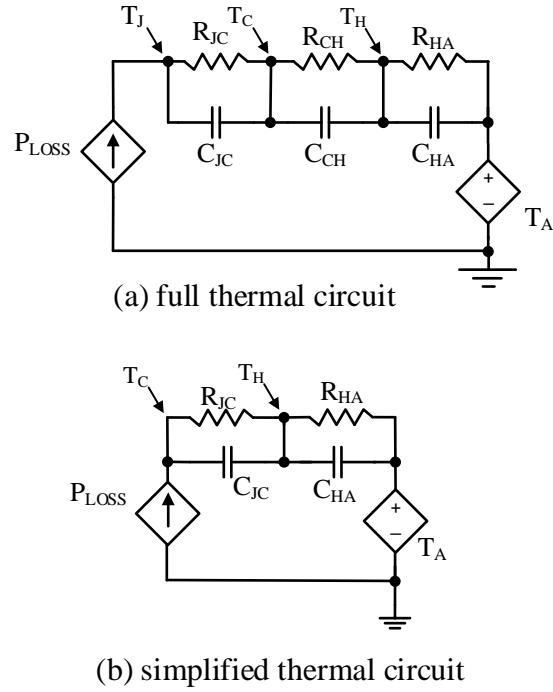 T_J
R_JC
T_C
R_CH
T_H
R_HA
P_LOSS
C_JC
C_CH
C_HA
+
−
T_A
(a) full thermal circuit
T_C
R_JC
T_H
R_HA
P_LOSS
C_JC
C_HA
+
−
T_A
(b) simplified thermal circuit